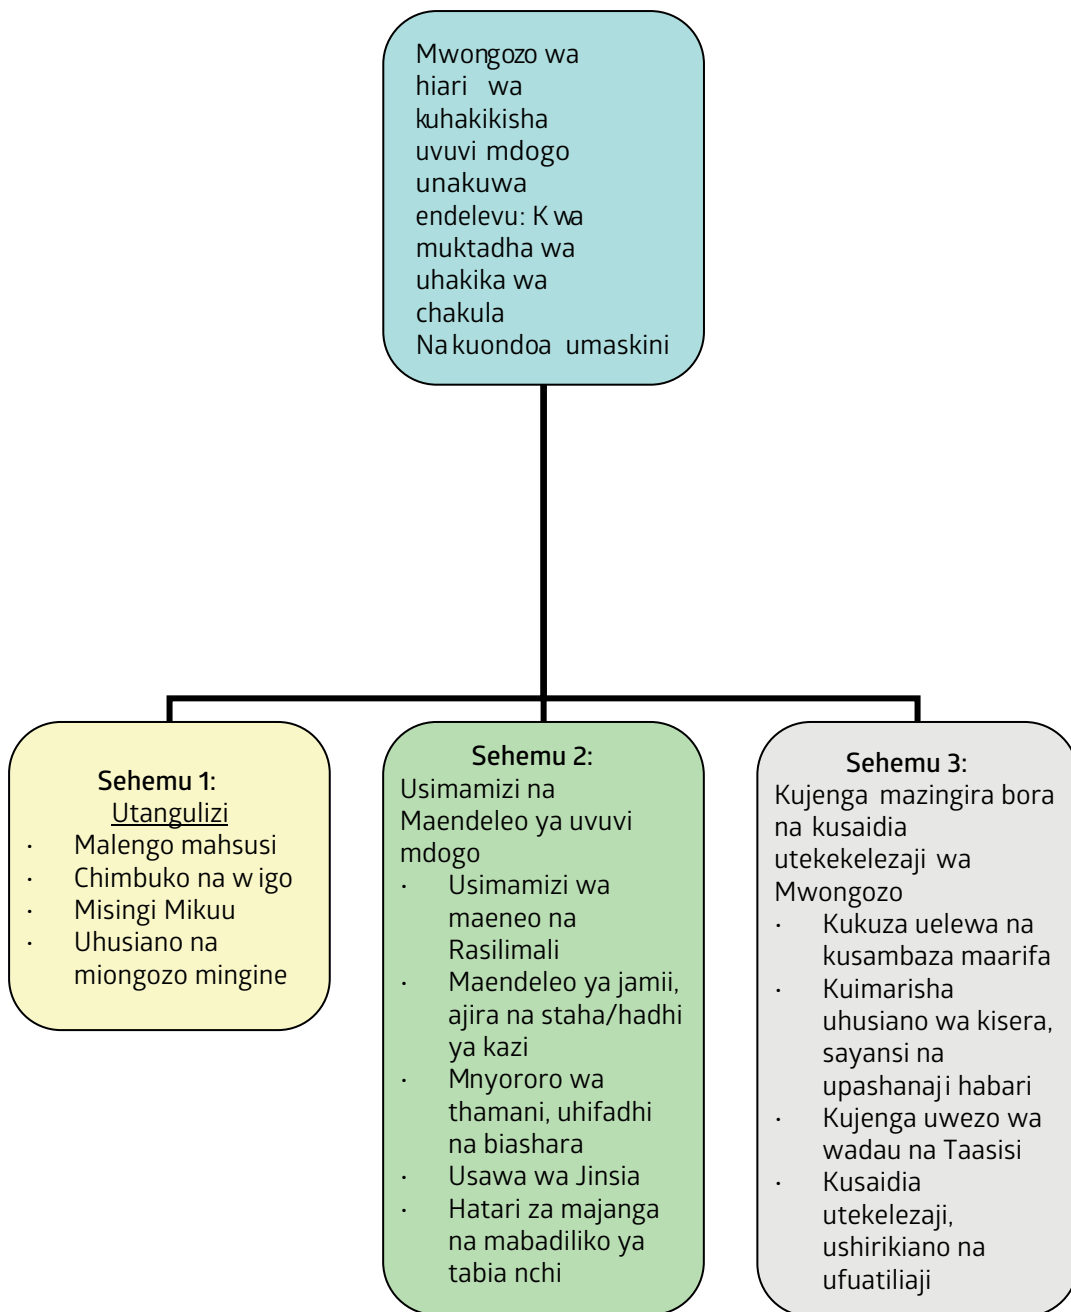 Mwongozo wa
hiari wa
kuhakikisha
uvuvi mdogo
unakuwa
endelevu: K wa
muktadha wa
uhakika wa
chakula
Na kuondoa umaskini
Sehemu 1:
Utangulizi
· Malengo mahsusi
· Chimbuko na w igo
· Misingi Mikuu
· Uhusiano na
miongozo mingine
Sehemu 2:
Usimamizi na
Maendeleo ya uvuvi
mdogo
· Usimamizi wa
maeneo na
Rasilimali
· Maendeleo ya jamii,
ajira na staha/hadhi
ya kazi
· Mnyororo wa
thamani, uhifadhi
na biashara
· Usawa wa Jinsia
· Hatari za majanga
na mabadiliko ya
tabia nchi
Sehemu 3:
Kujenga mazingira bora
na kusaidia
utekekelezaji wa
Mwongozo
· Kukuza uelewa na
kusambaza maarifa
· Kuimarisha
uhusiano wa kisera,
sayansi na
upashanaji habari
· Kujenga uwezo wa
wadau na Taasisi
· Kusaidia
utekelezaji,
ushirikiano na
ufuatiliaji